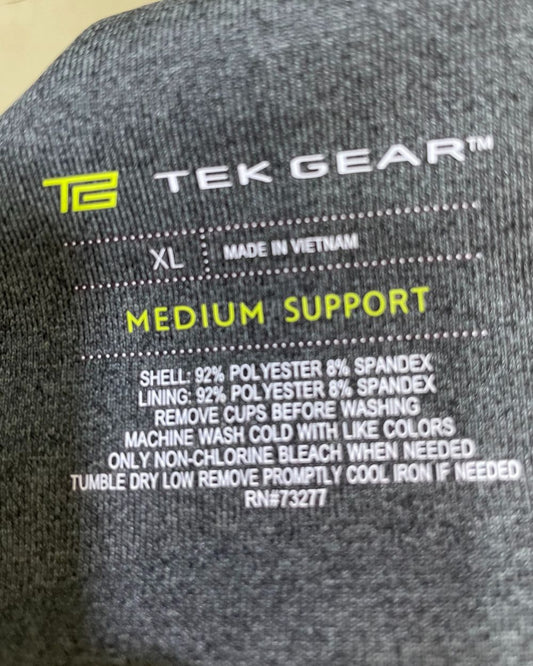 TG TEK GEAR™
XL MADE IN VIETNAM
MEDIUM SUPPORT
SHELL: 92% POLYESTER 8% SPANDEX
LINING: 92% POLYESTER 8% SPANDEX
REMOVE CUPS BEFORE WASHING
MACHINE WASH COLD WITH LIKE COLORS
ONLY NON-CHLORINE BLEACH WHEN NEEDED
TUMBLE DRY LOW REMOVE PROMPTLY COOL IRON IF NEEDED
RN#73277